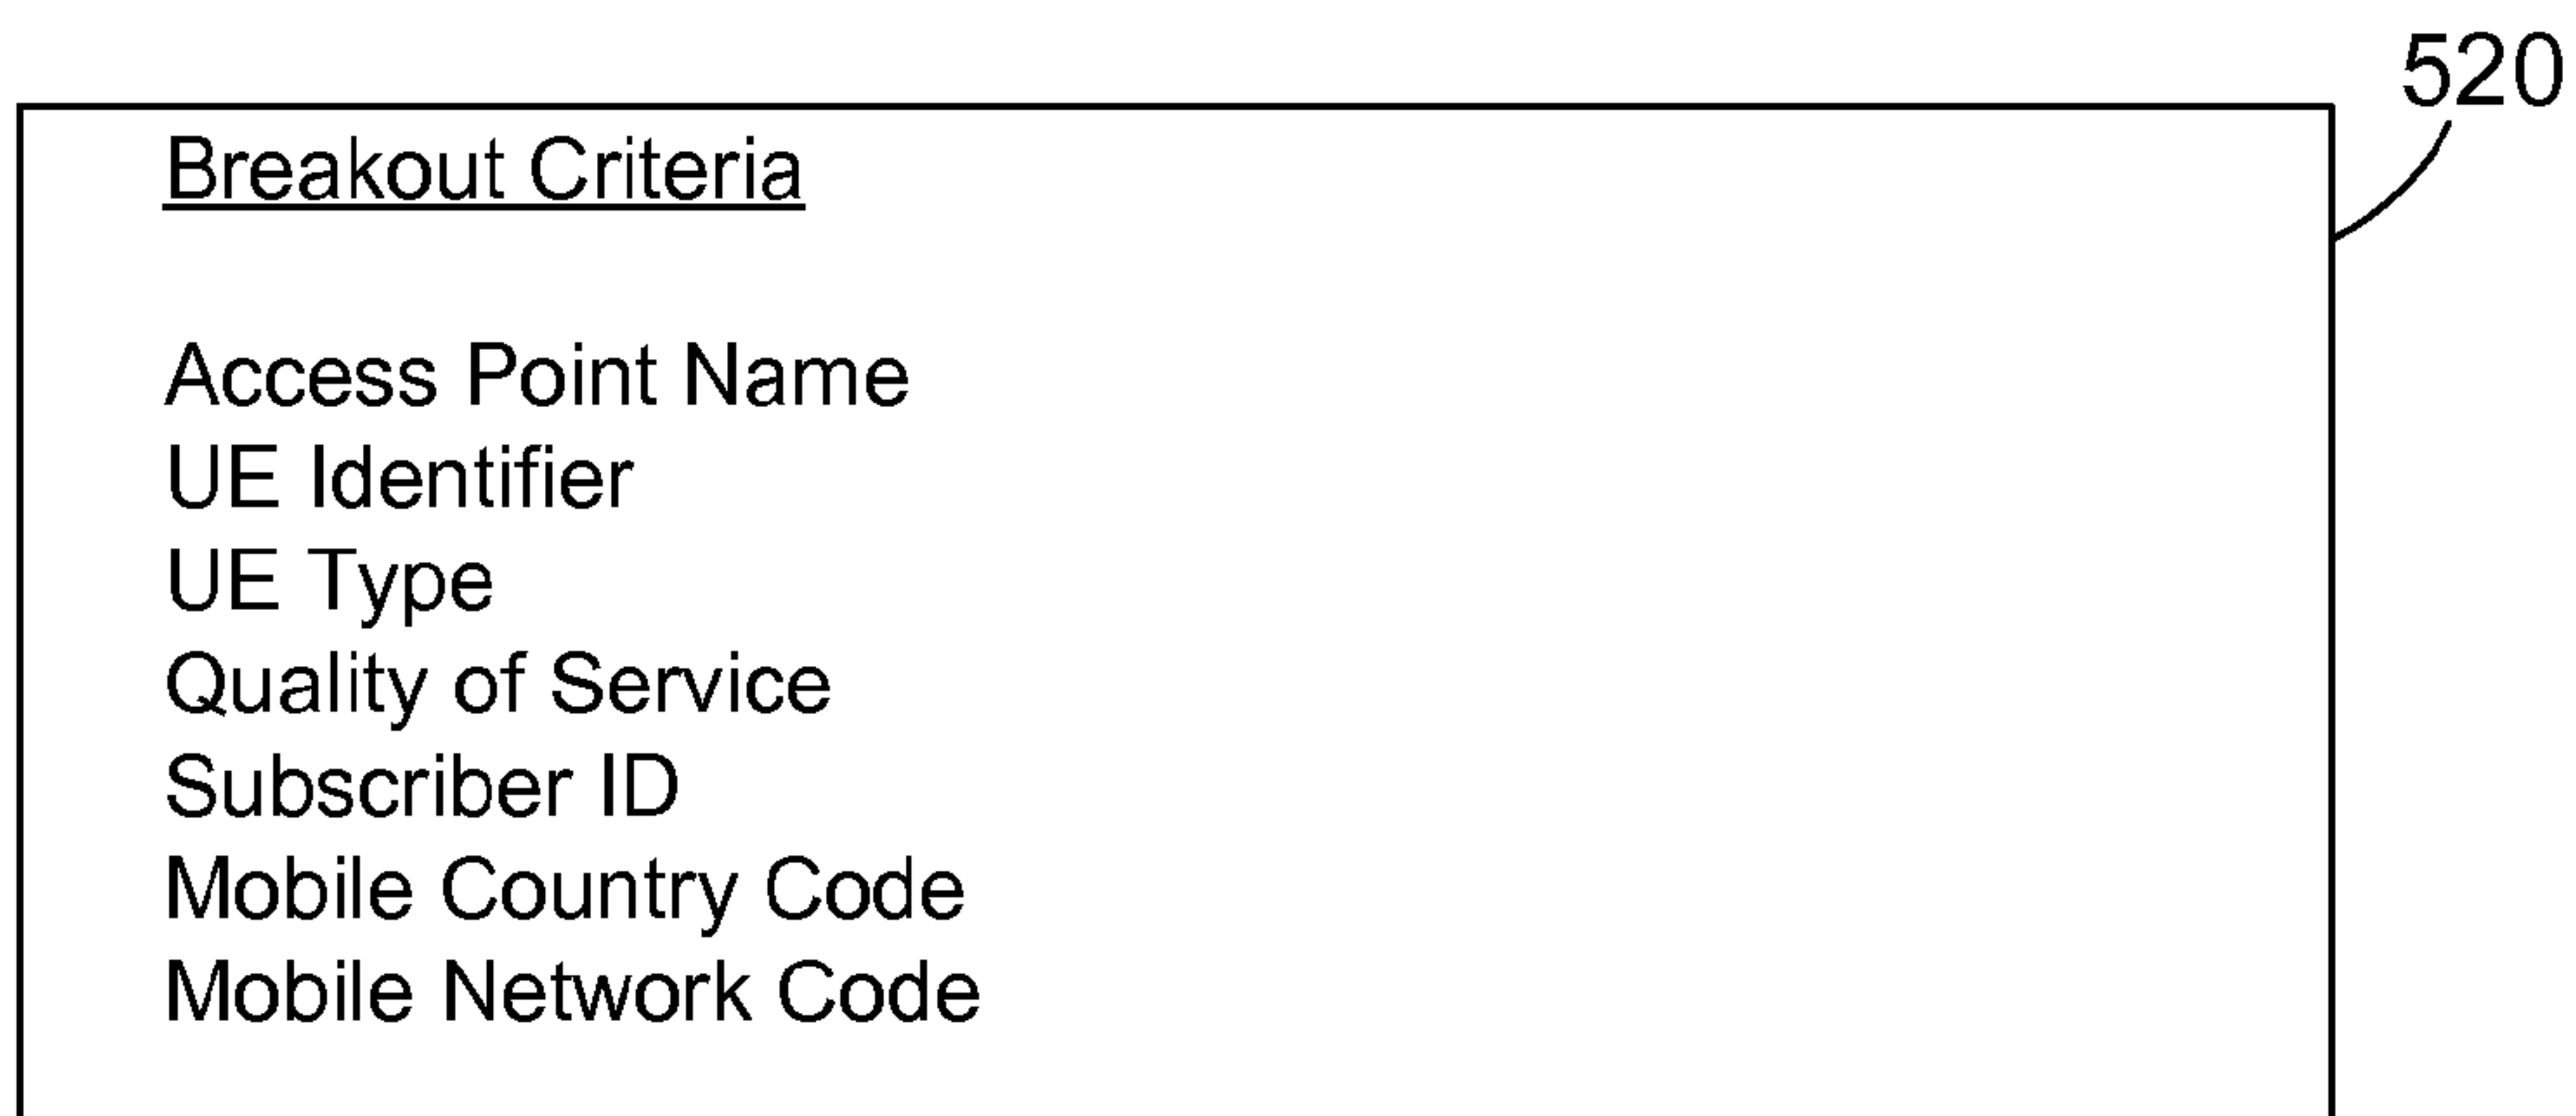 520
Breakout Criteria
Access Point Name
UE Identifier
UE Type
Quality of Service
Subscriber ID
Mobile Country Code
Mobile Network Code